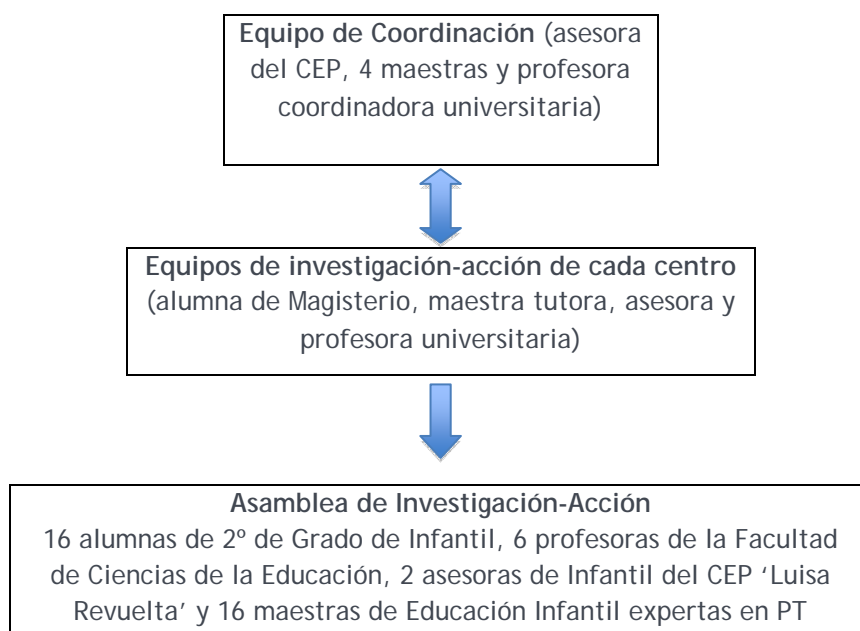 Equipo de Coordinación (asesora
del CEP, 4 maestras y profesora
coordinadora universitaria)
Equipos de investigación-acción de cada centro
(alumna de Magisterio, maestra tutora, asesora y
profesora universitaria)
Asamblea de Investigación-Acción
16 alumnas de 2º de Grado de Infantil, 6 profesoras de la Facultad
de Ciencias de la Educación, 2 asesoras de Infantil del CEP ‘Luisa
Revuelta’ y 16 maestras de Educación Infantil expertas en PT